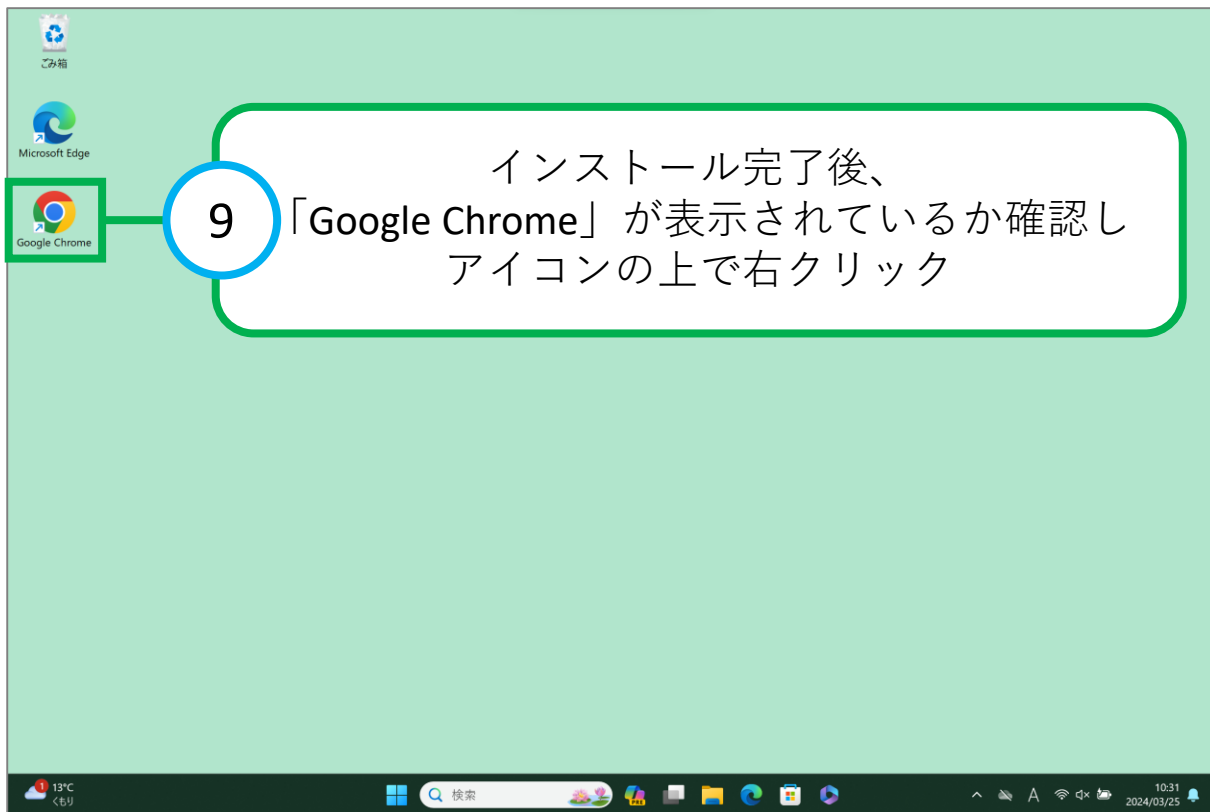 ごみ箱
Microsoft Edge
Google Chrome
9
インストール完了後、
「Google Chrome」が表示されているか確認し
アイコンの上で右クリック
1
13°C
くもり
検索
PRE
A
10:31
2024/03/25